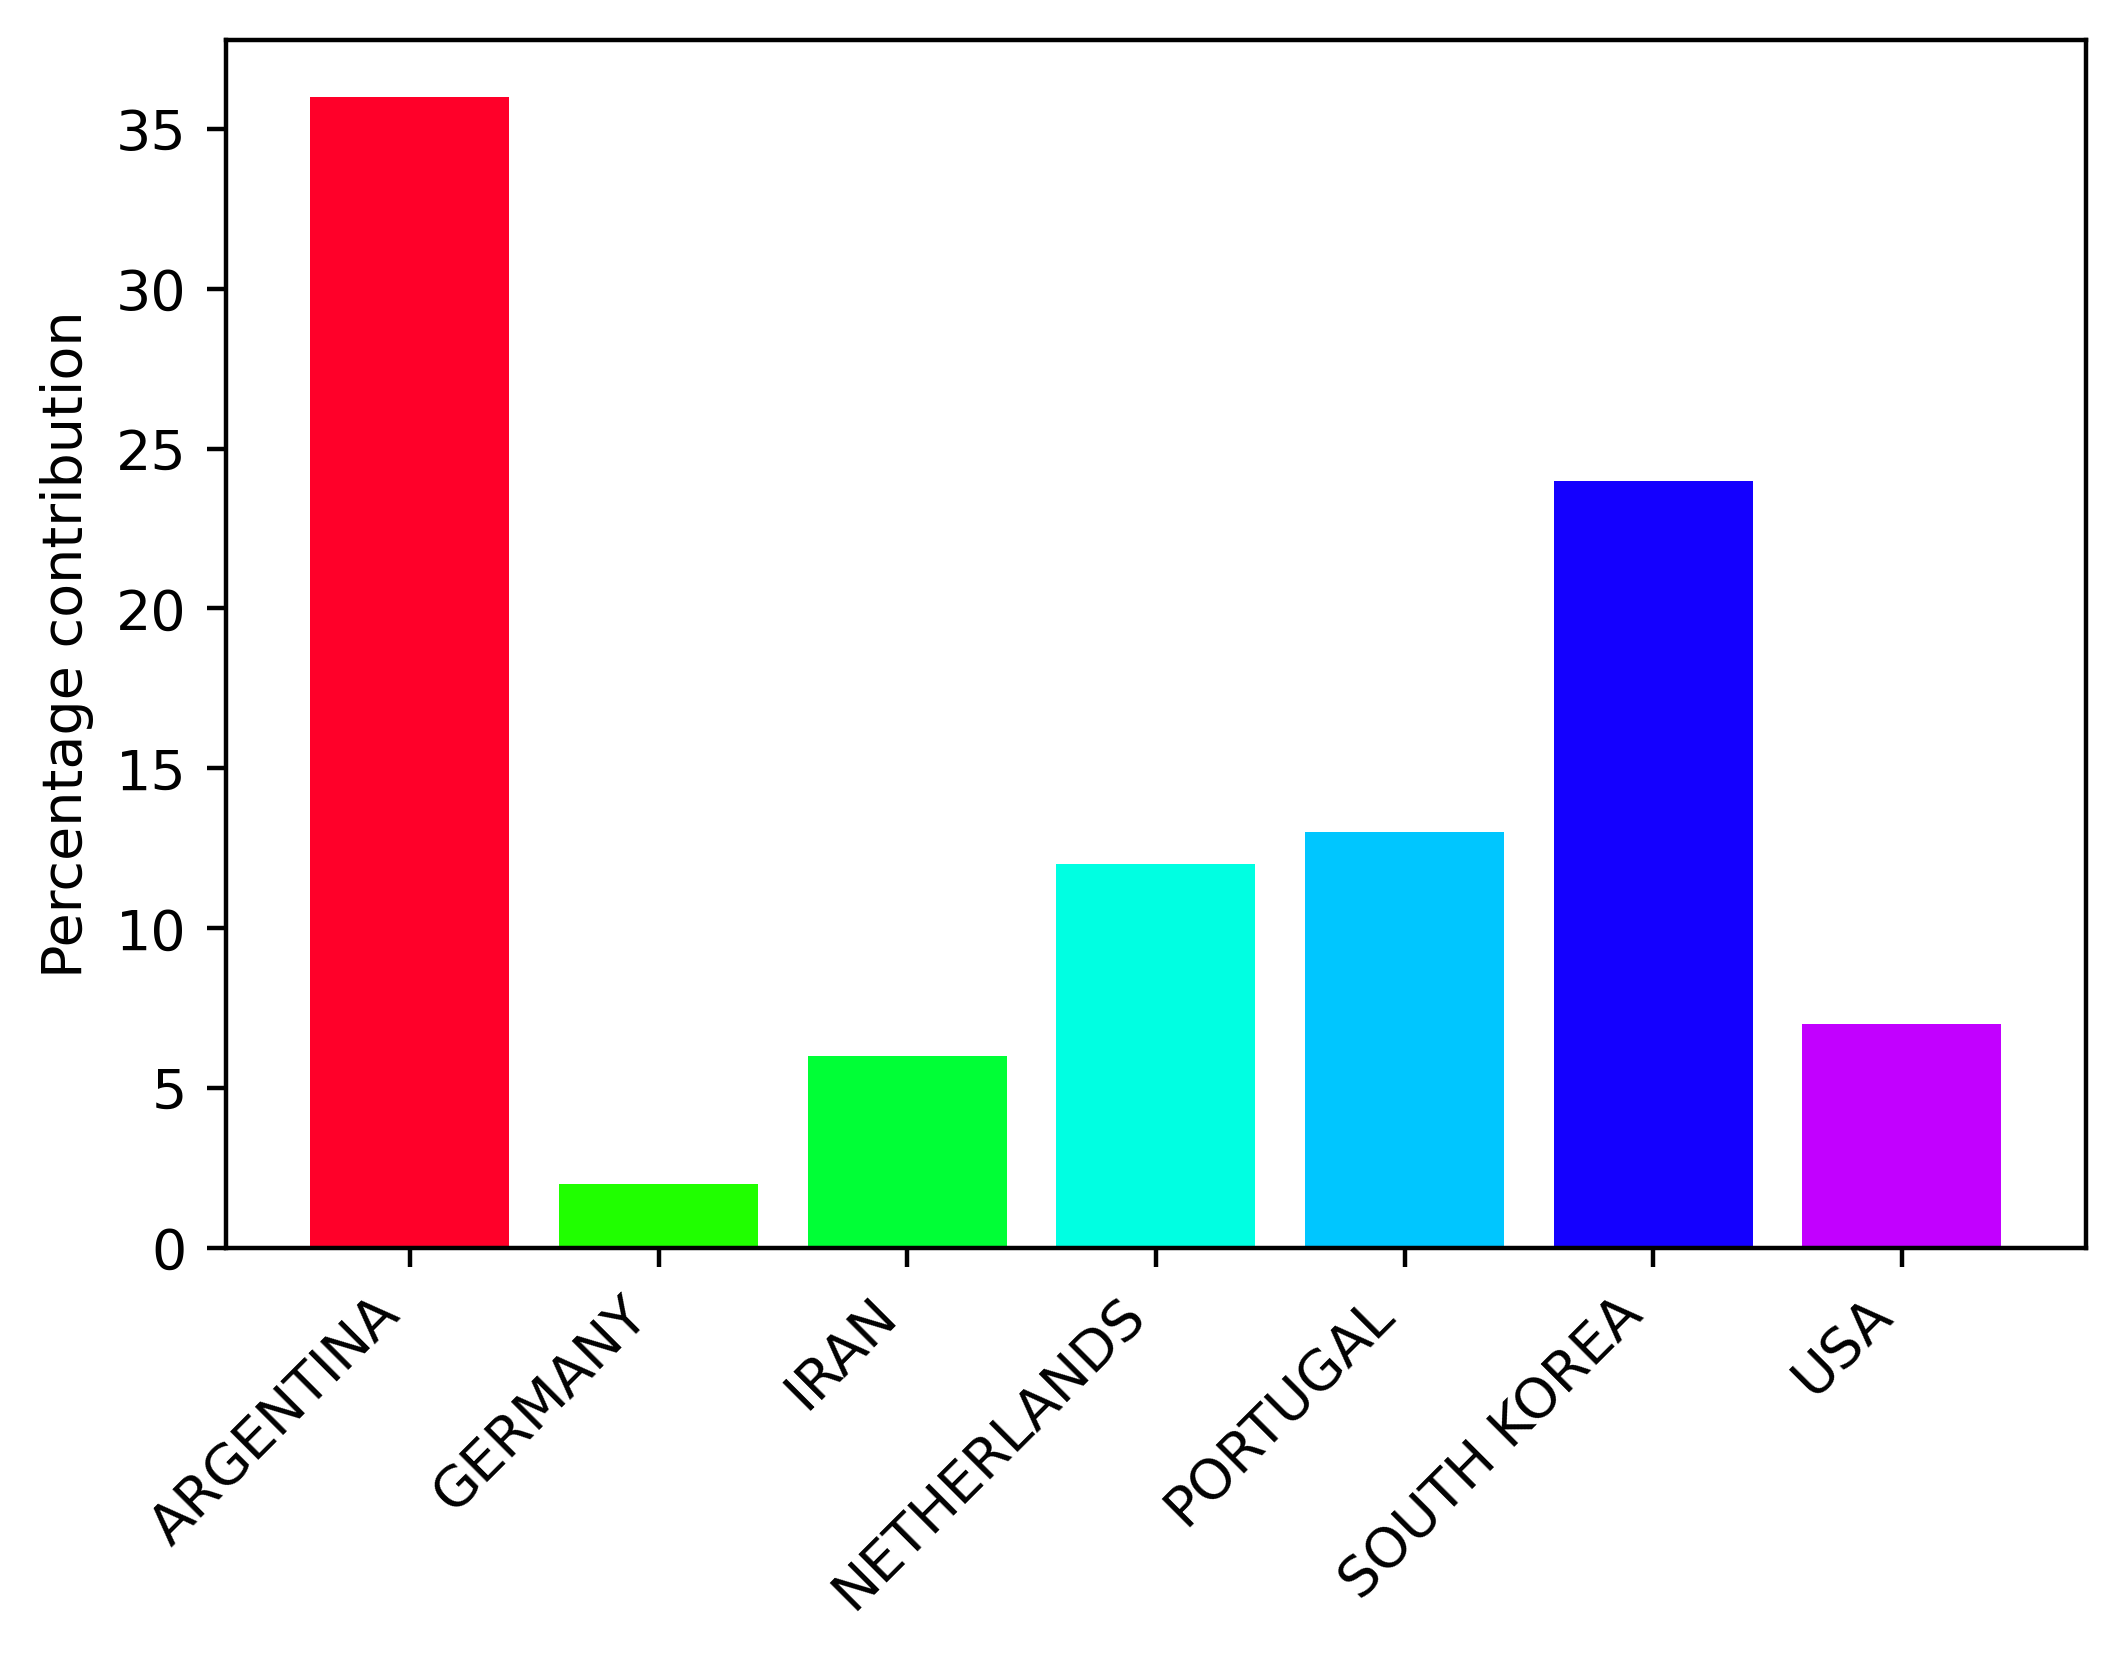 Percentage contribution
35
30
25
20
15
10
5
0
ARGENTINA
GERMANY
IRAN
NETHERLANDS
PORTUGAL
SOUTH KOREA
USA